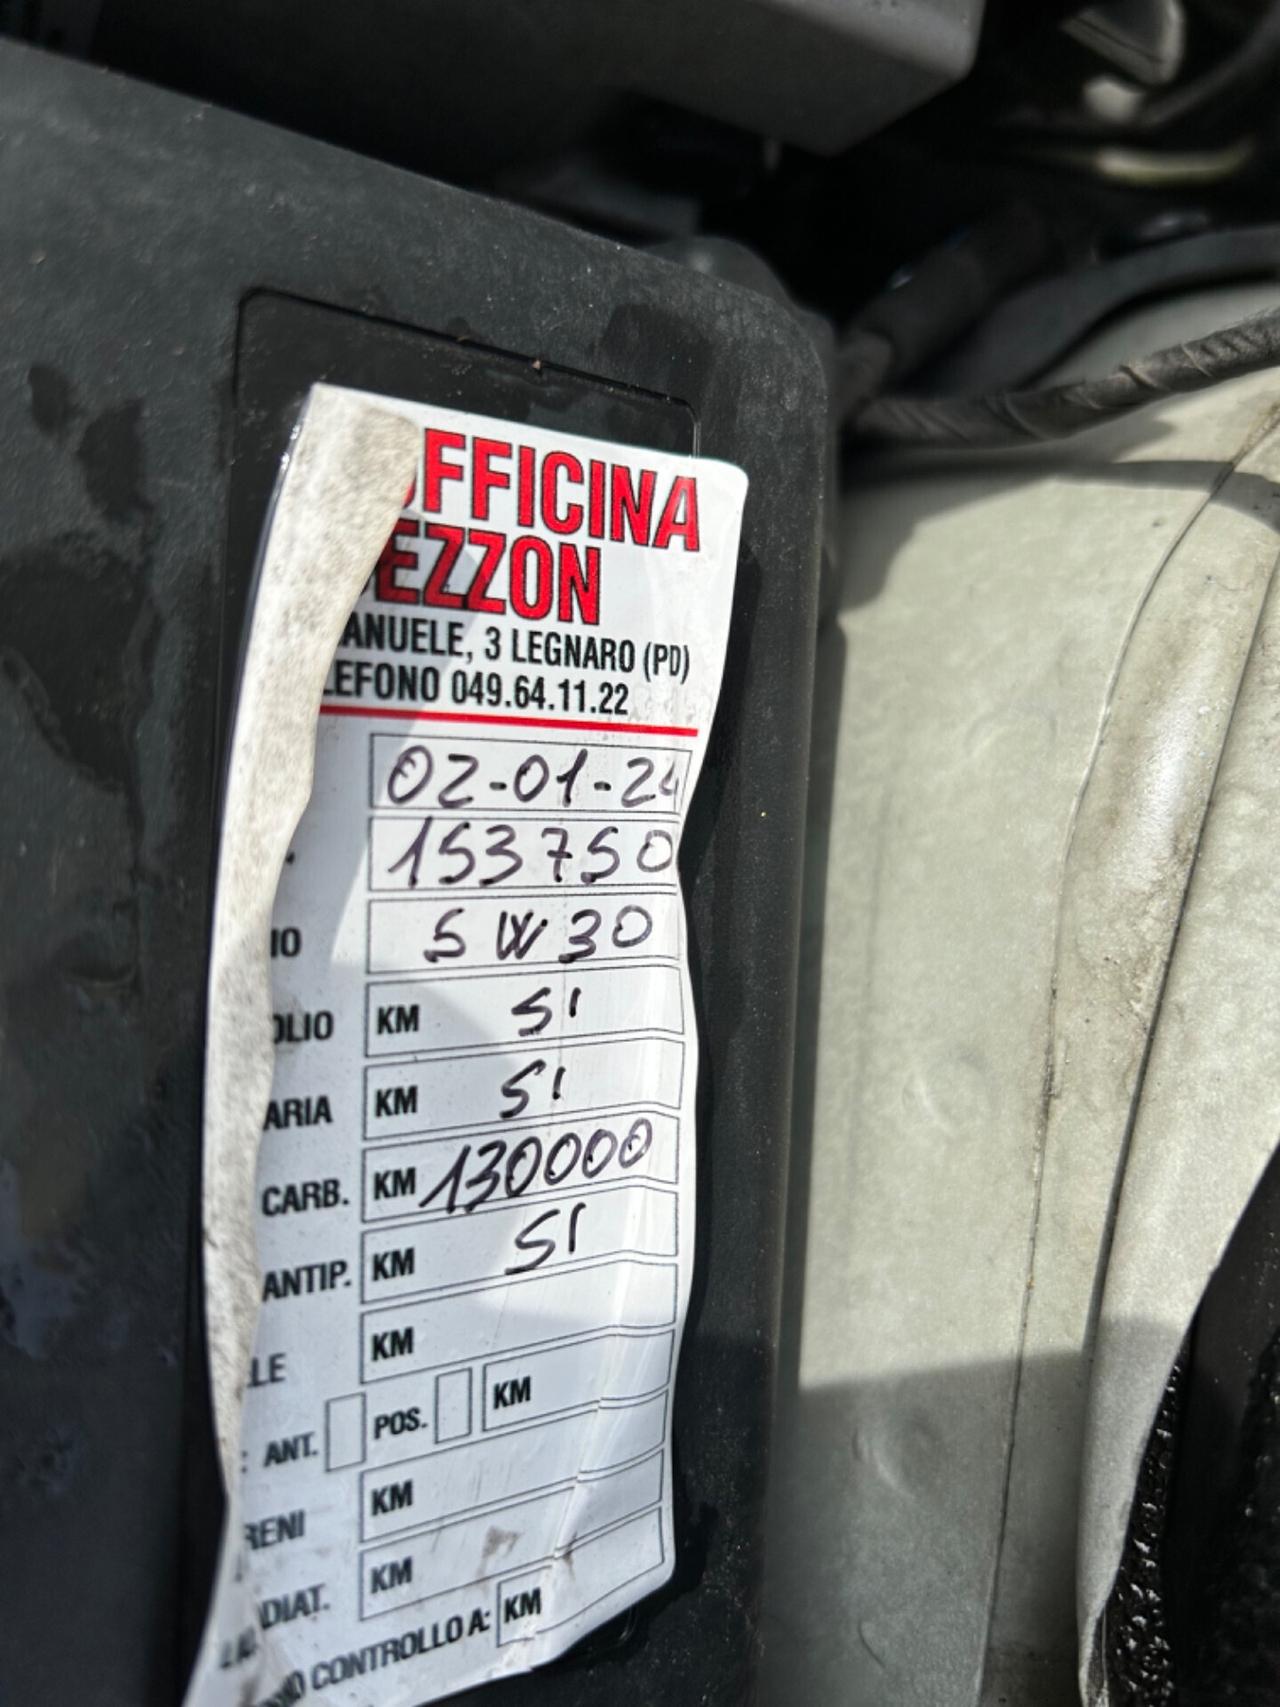 OFFICINA
EZZON
ANUELE, 3 LEGNARO (PD)
LEFONO 049.64.11.22
02-01-24
153750
IO 5W30
OLIO KM SI
ARIA KM SI
CARB. KM 130000
ANTIP. KM SI
LE KM
: ANT. POS. KM
RENI KM
DIAT. KM
IO CONTROLLO A: KM